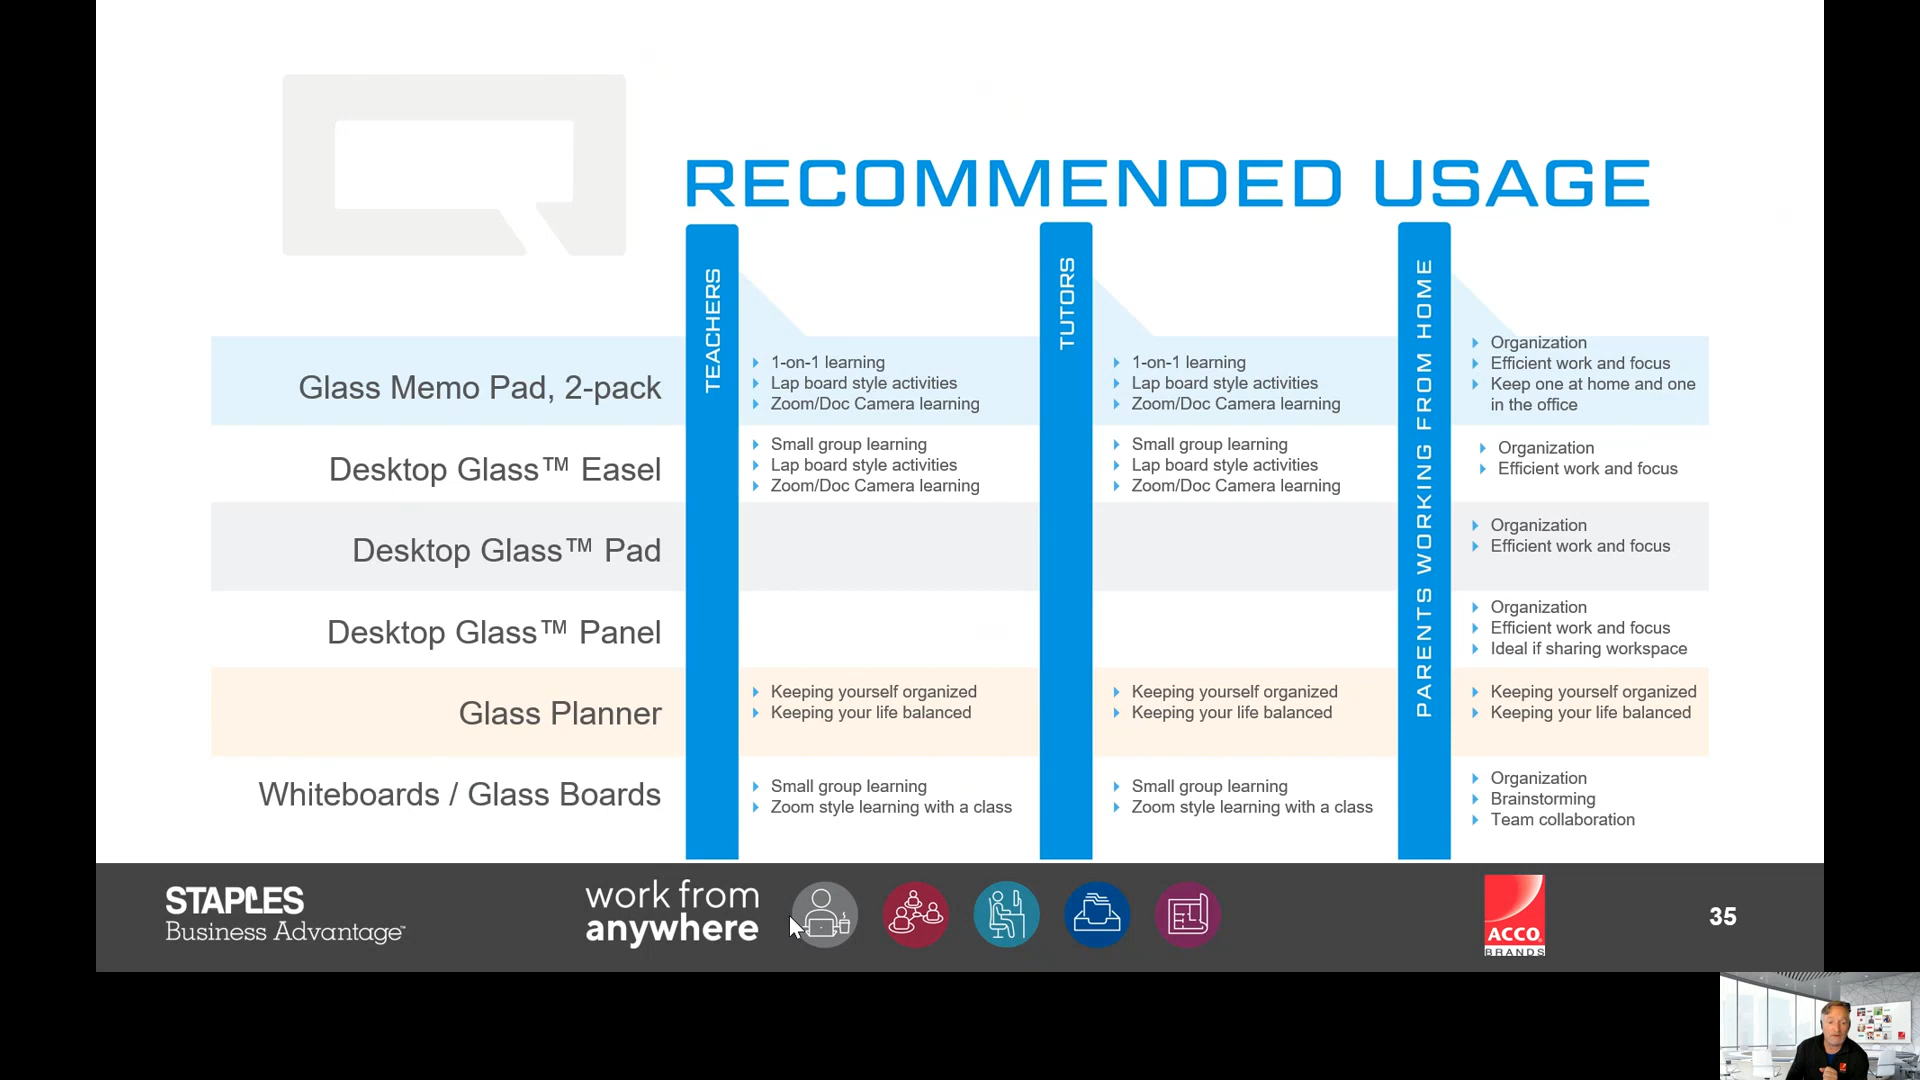 RECOMMENDED USAGE
TEACHERS
TUTORS
PARENTS WORKING FROM HOME
Glass Memo Pad, 2-pack
1-on-1 learning
Lap board style activities
Zoom/Doc Camera learning
1-on-1 learning
Lap board style activities
Zoom/Doc Camera learning
Organization
Efficient work and focus
Keep one at home and one
in the office
Desktop Glass™ Easel
Small group learning
Lap board style activities
Zoom/Doc Camera learning
Small group learning
Lap board style activities
Zoom/Doc Camera learning
Organization
Efficient work and focus
Desktop Glass™ Pad
Organization
Efficient work and focus
Desktop Glass™ Panel
Organization
Efficient work and focus
Ideal if sharing workspace
Glass Planner
Keeping yourself organized
Keeping your life balanced
Keeping yourself organized
Keeping your life balanced
Keeping yourself organized
Keeping your life balanced
Whiteboards / Glass Boards
Small group learning
Zoom style learning with a class
Small group learning
Zoom style learning with a class
Organization
Brainstorming
Team collaboration
STAPLES
Business Advantage™
work from
anywhere
ACCO
BRANDS
35